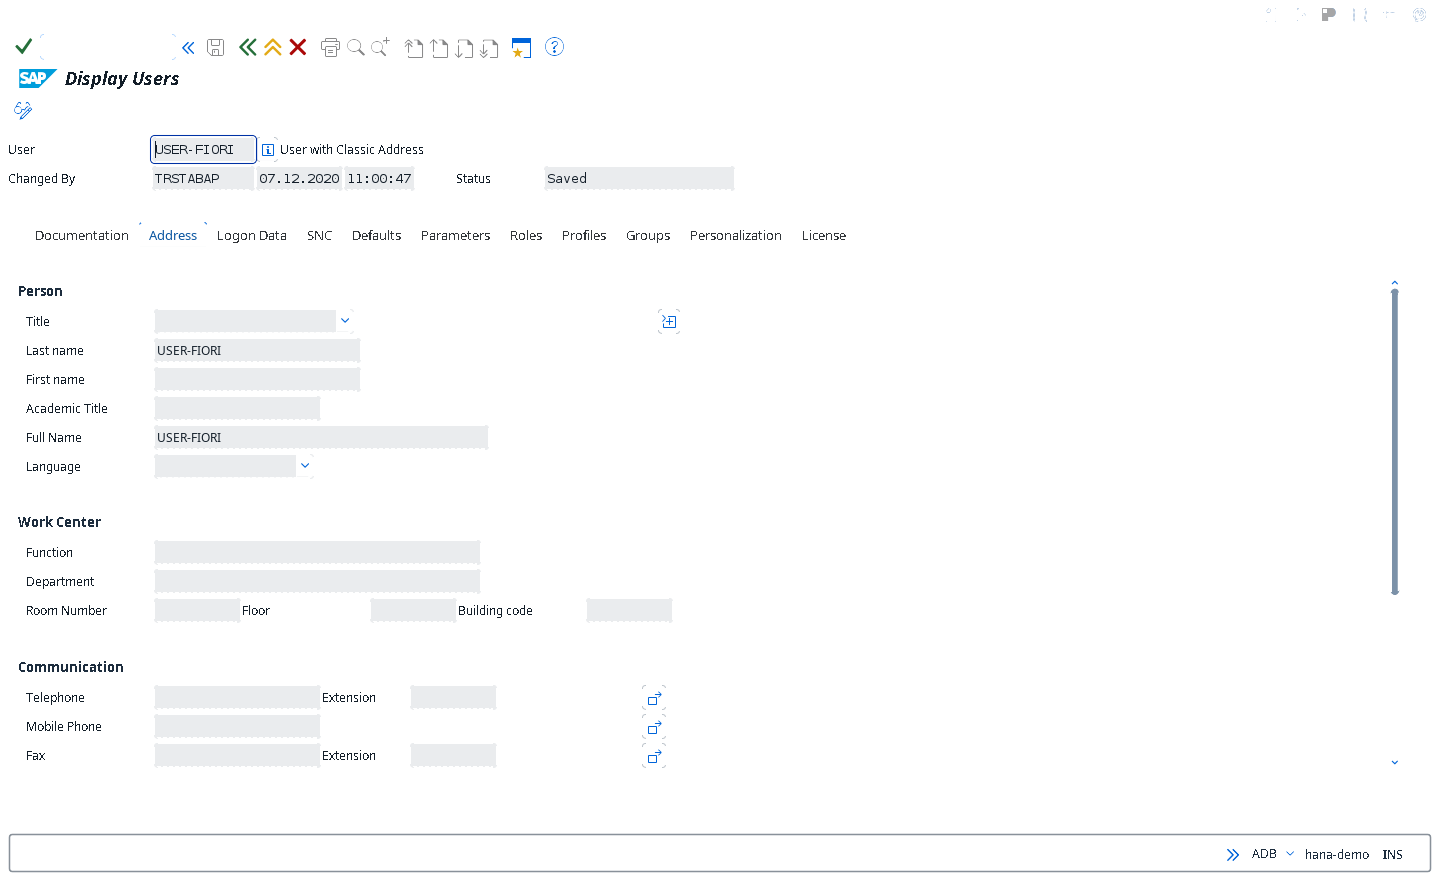 SAP Display Users
User USER-FIORI User with Classic Address
Changed By TRSTABAP 07.12.2020 11:00:47 Status Saved
Documentation Address Logon Data SNC Defaults Parameters Roles Profiles Groups Personalization License
Person
Title
Last name USER-FIORI
First name
Academic Title
Full Name USER-FIORI
Language
Work Center
Function
Department
Room Number Floor Building code
Communication
Telephone Extension
Mobile Phone
Fax Extension
ADB hana-demo INS